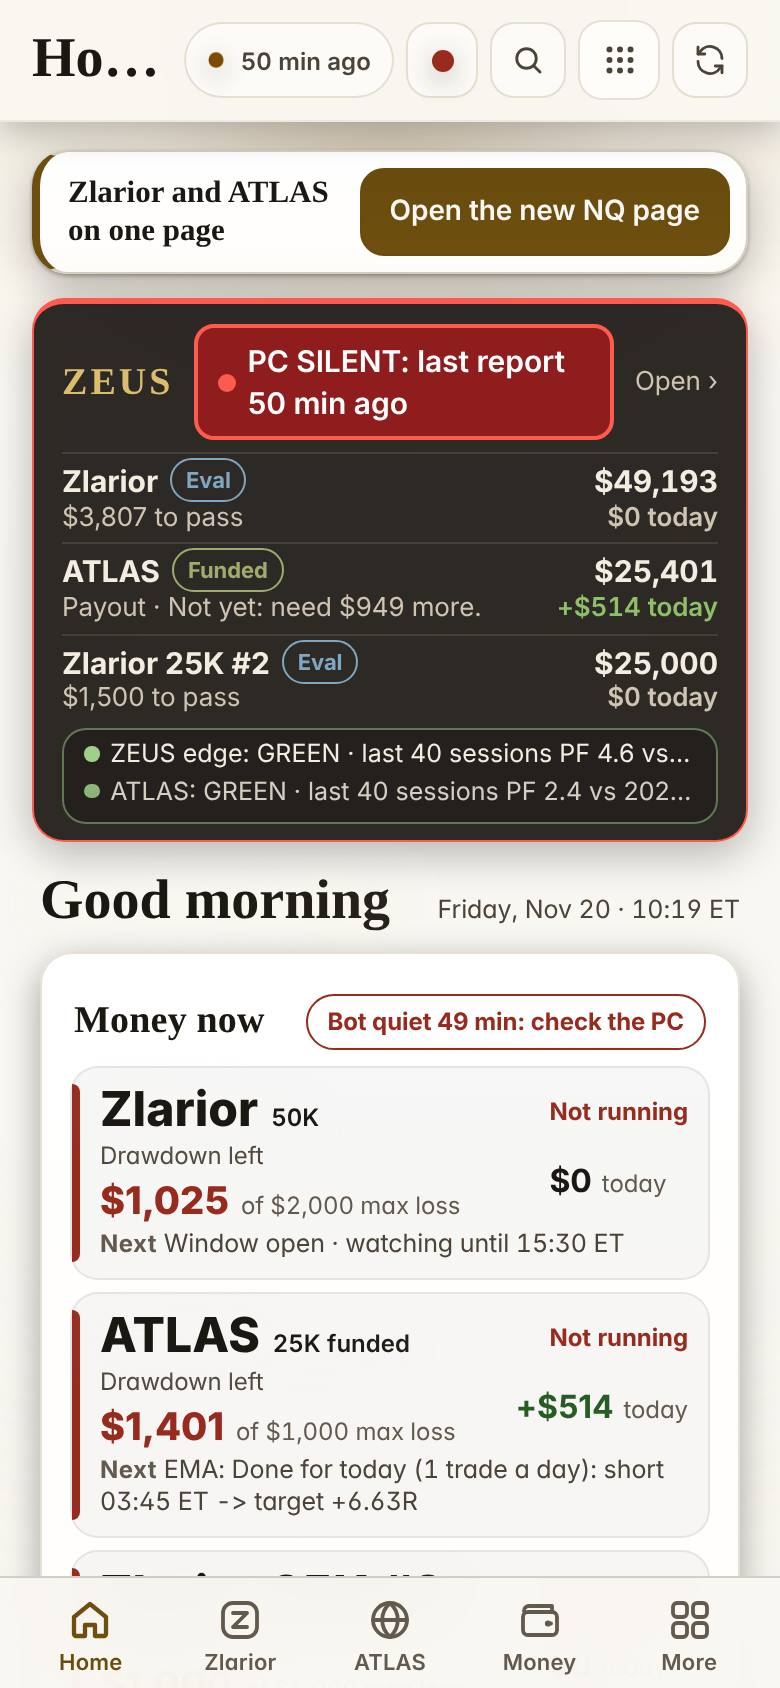 Ho...
50 min ago
Zlarior and ATLAS
on one page
Open the new NQ page
ZEUS
PC SILENT: last report
50 min ago
Open ›
Zlarior Eval $49,193
$3,807 to pass $0 today
ATLAS Funded $25,401
Payout · Not yet: need $949 more. +$514 today
Zlarior 25K #2 Eval $25,000
$1,500 to pass $0 today
ZEUS edge: GREEN · last 40 sessions PF 4.6 vs...
ATLAS: GREEN · last 40 sessions PF 2.4 vs 202...
Good morning Friday, Nov 20 · 10:19 ET
Money now Bot quiet 49 min: check the PC
Zlarior 50K Not running
Drawdown left
$1,025 of $2,000 max loss $0 today
Next Window open · watching until 15:30 ET
ATLAS 25K funded Not running
Drawdown left
$1,401 of $1,000 max loss +$514 today
Next EMA: Done for today (1 trade a day): short
03:45 ET -> target +6.63R
Home Zlarior ATLAS Money More